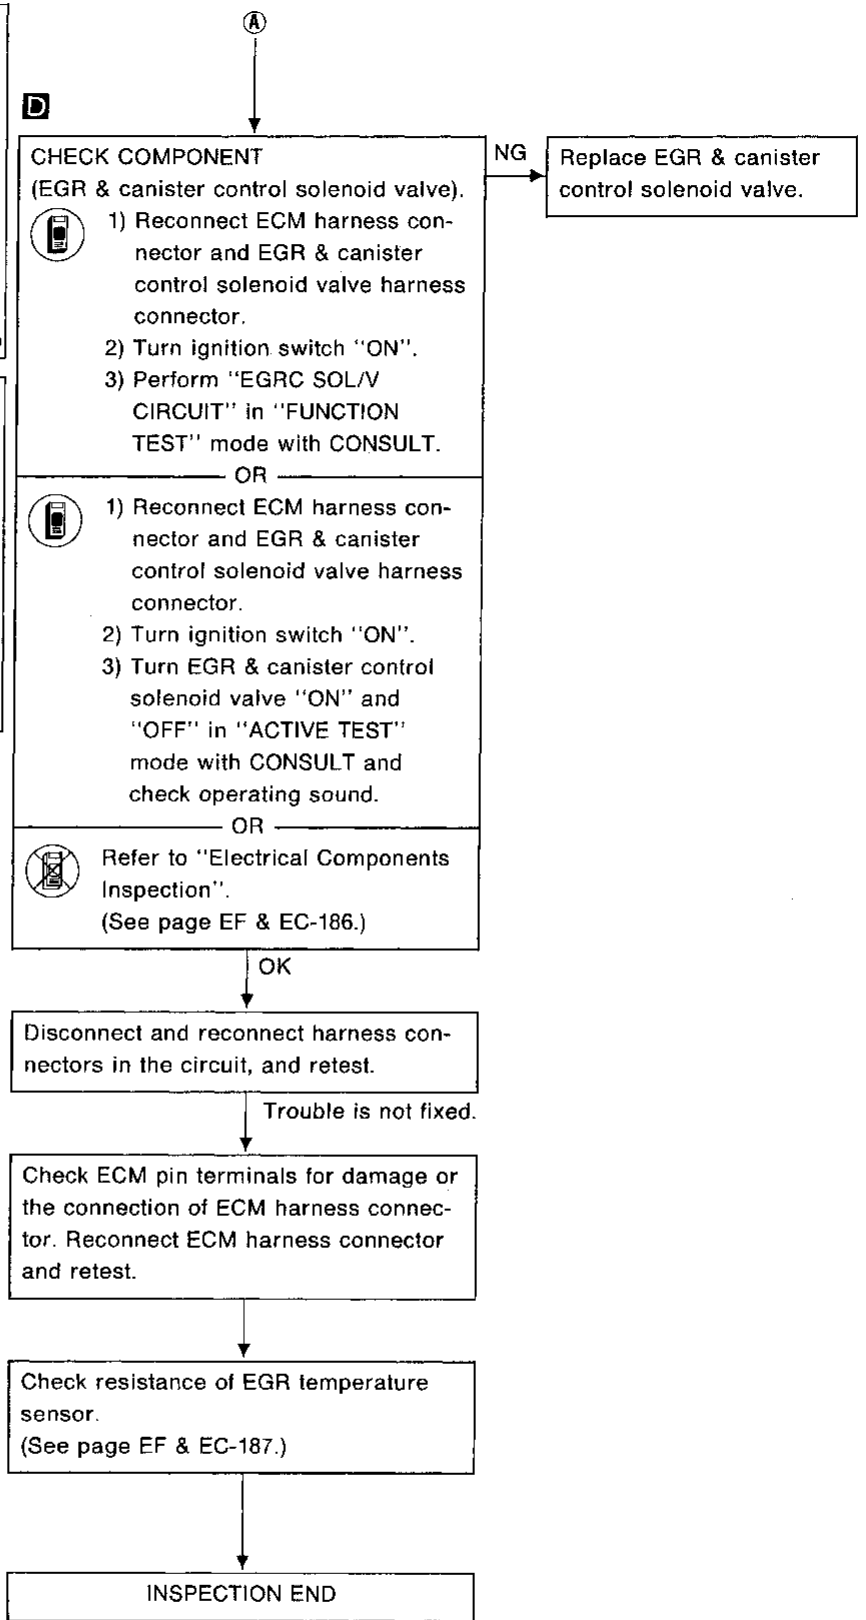 A
D
CHECK COMPONENT
(EGR & canister control solenoid valve).
1) Reconnect ECM harness con-
nector and EGR & canister
control solenoid valve harness
connector.
2) Turn ignition switch "ON".
3) Perform "EGRC SOL/V
CIRCUIT" in "FUNCTION
TEST" mode with CONSULT.
OR
1) Reconnect ECM harness con-
nector and EGR & canister
control solenoid valve harness
connector.
2) Turn ignition switch "ON".
3) Turn EGR & canister control
solenoid valve "ON" and
"OFF" in "ACTIVE TEST"
mode with CONSULT and
check operating sound.
OR
Refer to "Electrical Components
Inspection".
(See page EF & EC-186.)
NG
Replace EGR & canister
control solenoid valve.
OK
Disconnect and reconnect harness con-
nectors in the circuit, and retest.
Trouble is not fixed.
Check ECM pin terminals for damage or
the connection of ECM harness connec-
tor. Reconnect ECM harness connector
and retest.
Check resistance of EGR temperature
sensor.
(See page EF & EC-187.)
INSPECTION END